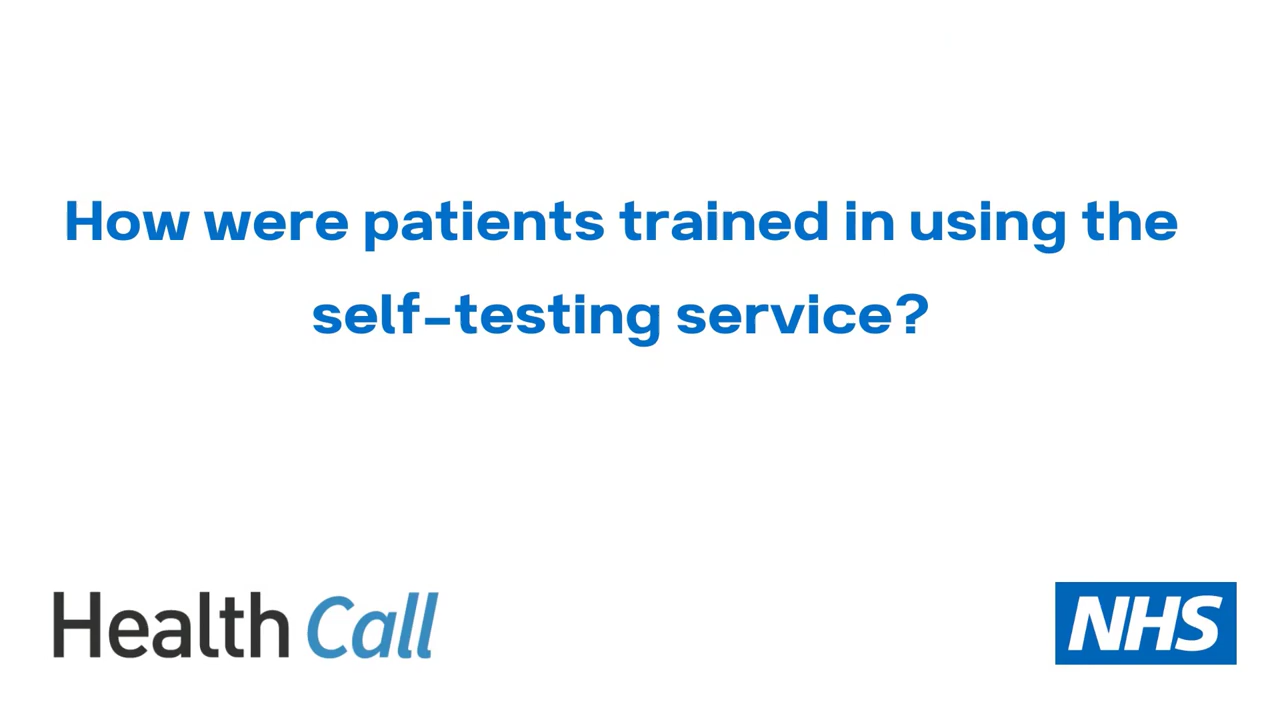 How were patients trained in using the
self-testing service?
Health Call
NHS